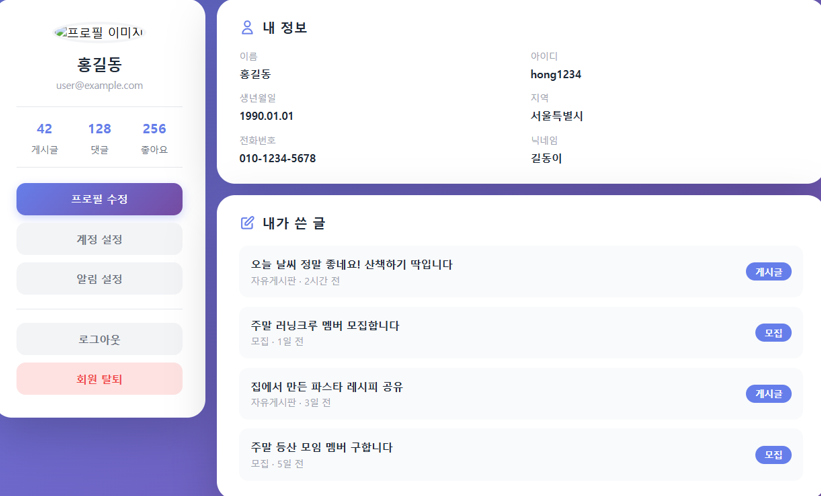 프로필 이미지
홍길동
user@example.com
42 128 256
게시글 댓글 좋아요
프로필 수정
계정 설정
알림 설정
로그아웃
회원 탈퇴
내 정보
이름 아이디
홍길동 hong1234
생년월일 지역
1990.01.01 서울특별시
전화번호 닉네임
010-1234-5678 길동이
내가 쓴 글
오늘 날씨 정말 좋네요! 산책하기 딱입니다
자유게시판 · 2시간 전
게시글
주말 러닝크루 멤버 모집합니다
모집 · 1일 전
모집
집에서 만든 파스타 레시피 공유
자유게시판 · 3일 전
게시글
주말 등산 모임 멤버 구합니다
모집 · 5일 전
모집